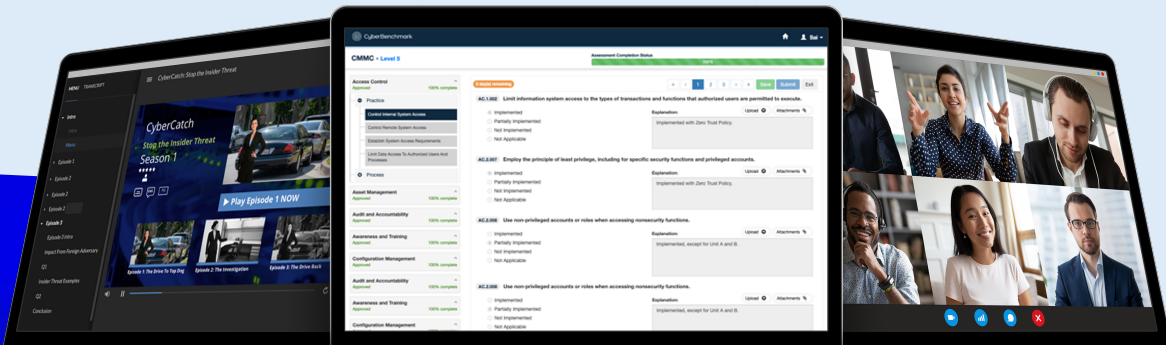 MENU TRANSCRIPT
Intro
Menu
Episode 1
Episode 2
Episode 2
Episode 2
Episode 3
Episode 3 Intro
Impact From Foreign Adversary
Q1
Insider Threat Examples
Q2
Conclusion
CyberCatch: Stop the Insider Threat
CyberCatch
Stop the Insider Threat
Season 1
Play Episode 1 NOW
Episode 1: The Drive To Top Dog
Episode 2: The Investigation
Episode 3: The Drive Back
CyberBenchmark
Sai
CMMC - Level 5
Assessment Completion Status
100%
Access Control
Approved 100% complete
Practice
Control Internal System Access
Control Remote System Access
Establish System Access Requirements
Limit Data Access To Authorized Users And
Processes
Process
Asset Management
Approved 100% complete
Audit and Accountability
Approved 100% complete
Awareness and Training
Approved 100% complete
Configuration Management
Approved 100% complete
Audit and Accountability
Approved 100% complete
Awareness and Training
Approved 100% complete
Configuration Management
Approved 100% complete
remaining
« ‹ 1 2 3 › » Save Submit Exit
AC.1.002 Limit information system access to the types of transactions and functions that authorized users are permitted to execute.
Implemented
Partially Implemented
Not Implemented
Not Applicable
Explanation: Upload Attachments
Implemented with Zero Trust Policy.
AC.2.007 Employ the principle of least privilege, including for specific security functions and privileged accounts.
Implemented
Partially Implemented
Not Implemented
Not Applicable
Explanation: Upload Attachments
Implemented with Zero Trust Policy.
AC.2.008 Use non-privileged accounts or roles when accessing nonsecurity functions.
Implemented
Partially Implemented
Not Implemented
Not Applicable
Explanation: Upload Attachments
Implemented, except for Unit A and B.
AC.2.008 Use non-privileged accounts or roles when accessing nonsecurity functions.
Implemented
Partially Implemented
Not Implemented
Not Applicable
Explanation: Upload Attachments
Implemented, except for Unit A and B.